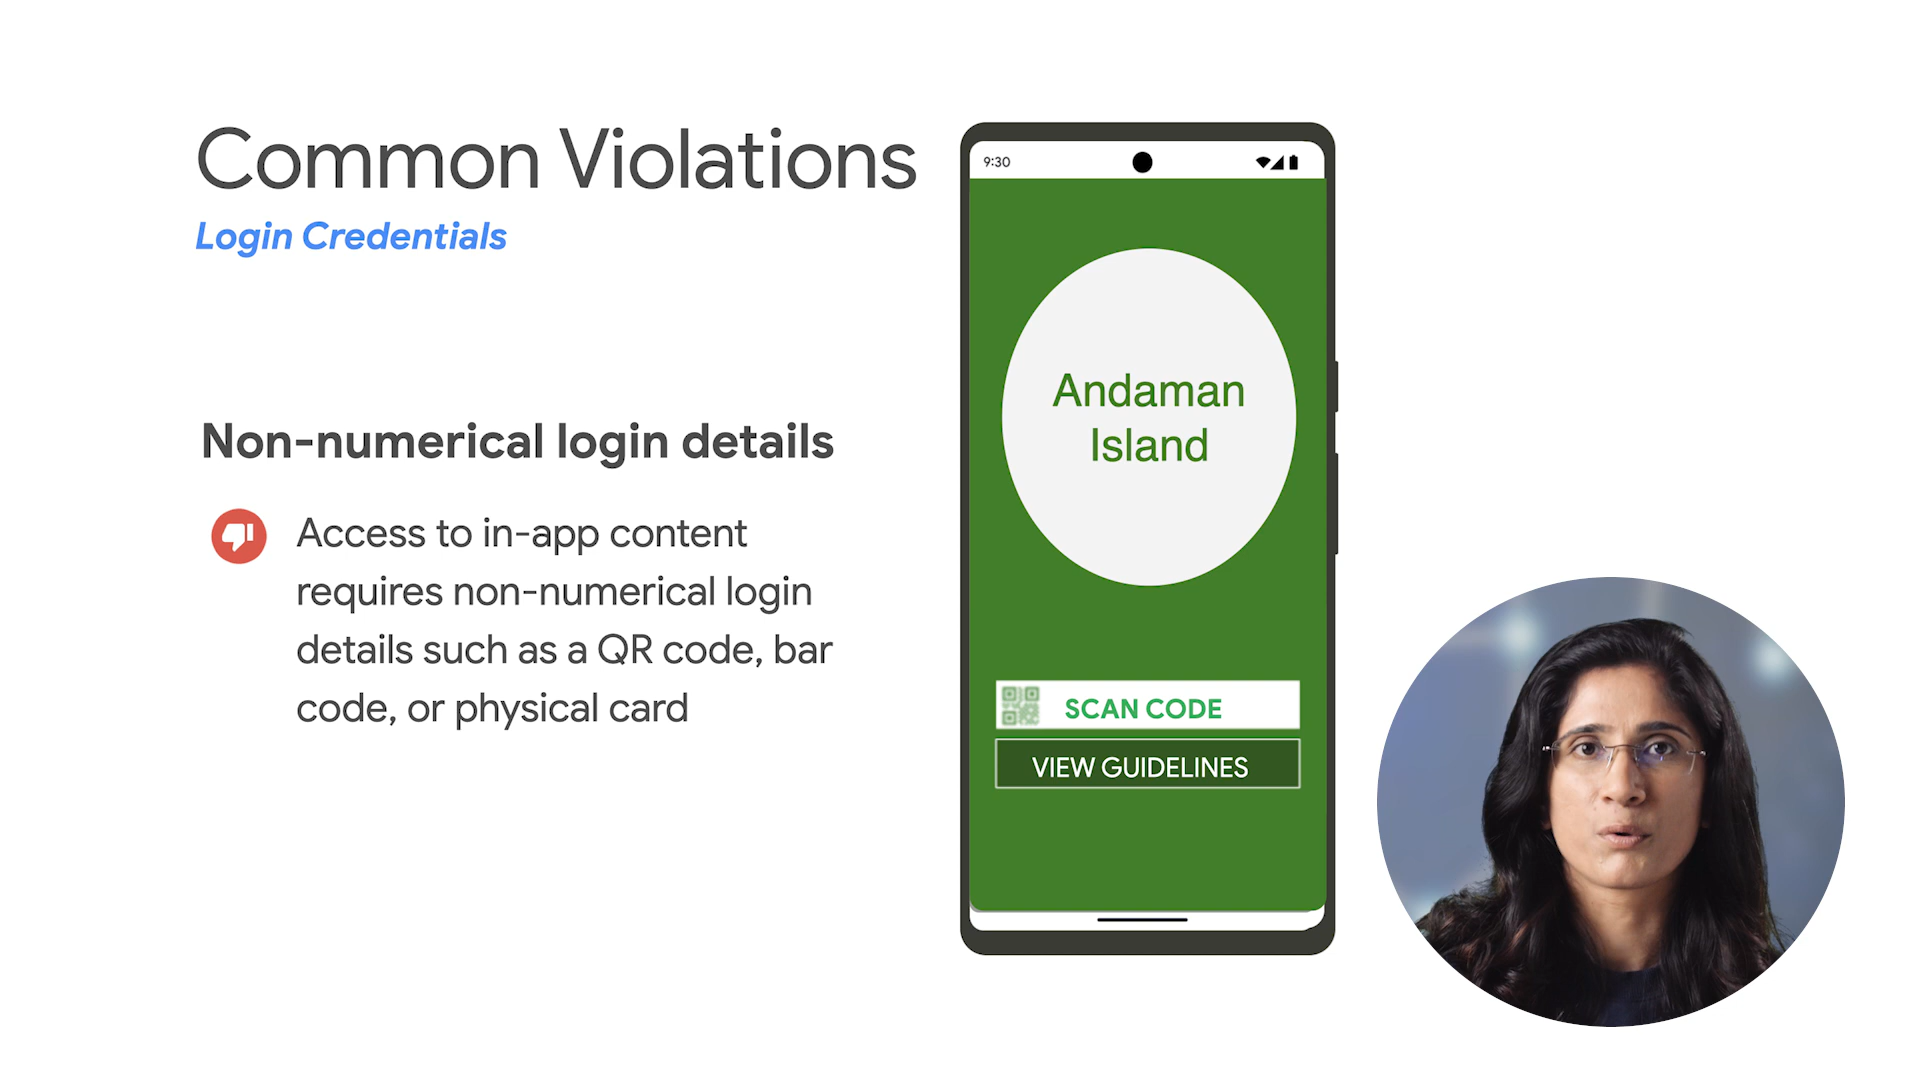 Common Violations
Login Credentials
Non-numerical login details
Access to in-app content
requires non-numerical login
details such as a QR code, bar
code, or physical card
9:30
Andaman
Island
SCAN CODE
VIEW GUIDELINES